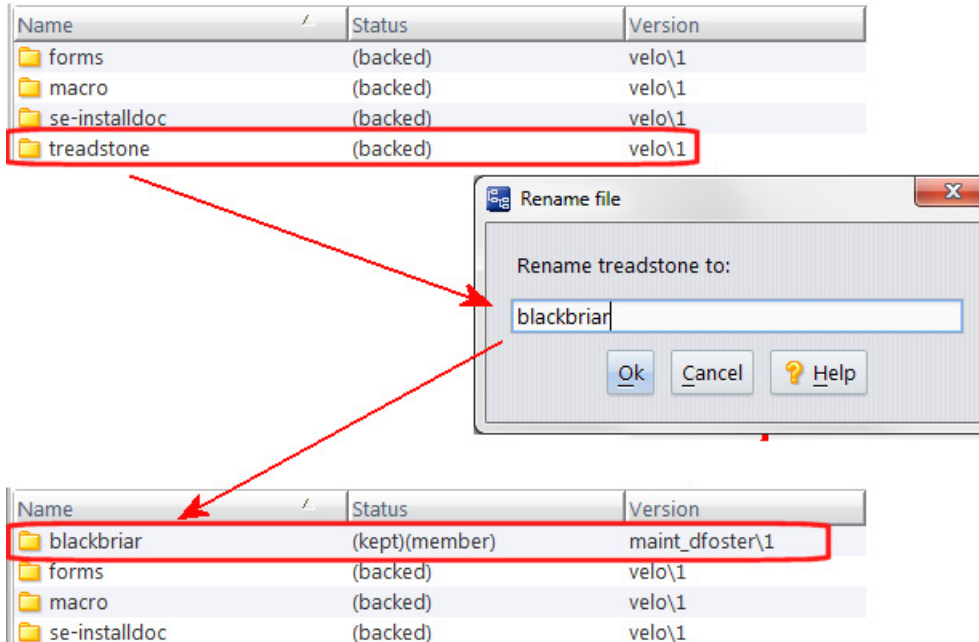 Name Status Version
forms (backed) velo\1
macro (backed) velo\1
se-installdoc (backed) velo\1
treadstone (backed) velo\1
Rename file
Rename treadstone to:
blackbriar
Ok Cancel Help
Name Status Version
blackbriar (kept)(member) maint_dfoster\1
forms (backed) velo\1
macro (backed) velo\1
se-installdoc (backed) velo\1